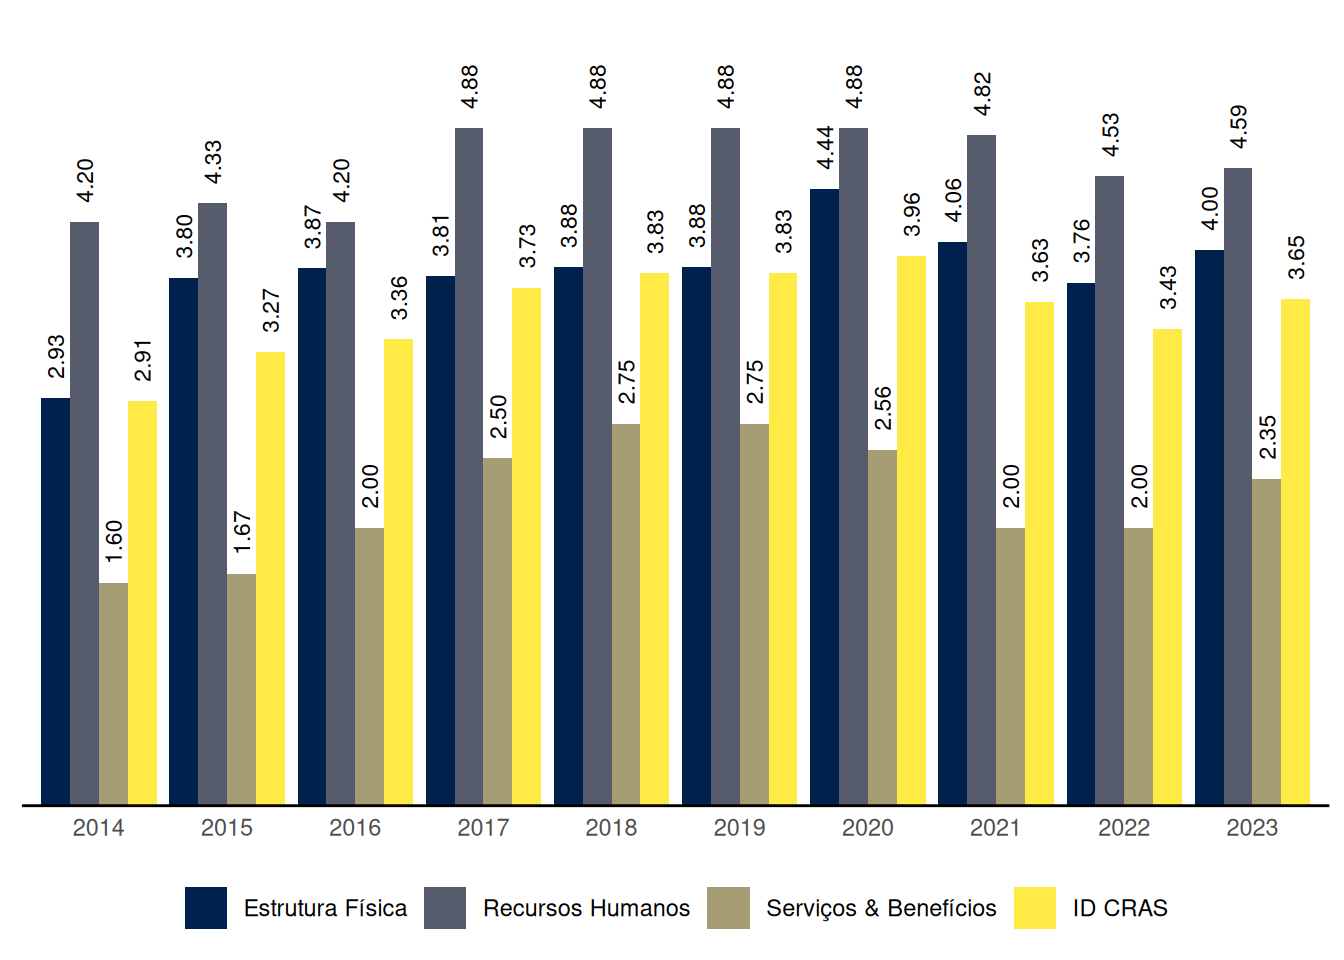 2.93 4.20 1.60 2.91
3.80 4.33 1.67 3.27
3.87 4.20 2.00 3.36
3.81 4.88 2.50 3.73
3.88 4.88 2.75 3.83
3.88 4.88 2.75 3.83
4.44 4.88 2.56 3.96
4.06 4.82 2.00 3.63
3.76 4.53 2.00 3.43
4.00 4.59 2.35 3.65
2014 2015 2016 2017 2018 2019 2020 2021 2022 2023
Estrutura Física Recursos Humanos Serviços & Benefícios ID CRAS